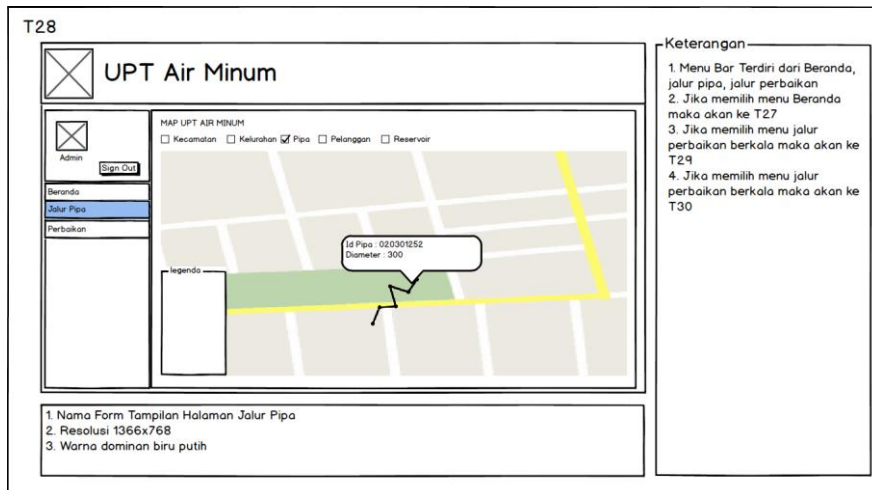 T28
UPT Air Minum
Admin
Sign Out
Beranda
Jalur Pipa
Perbaikan
MAP UPT AIR MINUM
Kecamatan Kelurahan Pipa Pelanggan Reservoir
Id Pipa : 020301252
Diameter : 300
legenda
Keterangan
1. Menu Bar Terdiri dari Beranda,
jalur pipa, jalur perbaikan
2. Jika memilih menu Beranda
maka akan ke T27
3. Jika memilih menu jalur
perbaikan berkala maka akan ke
T29
4. Jika memilih menu jalur
perbaikan berkala maka akan ke
T30
1. Nama Form Tampilan Halaman Jalur Pipa
2. Resolusi 1366x768
3. Warna dominan biru putih